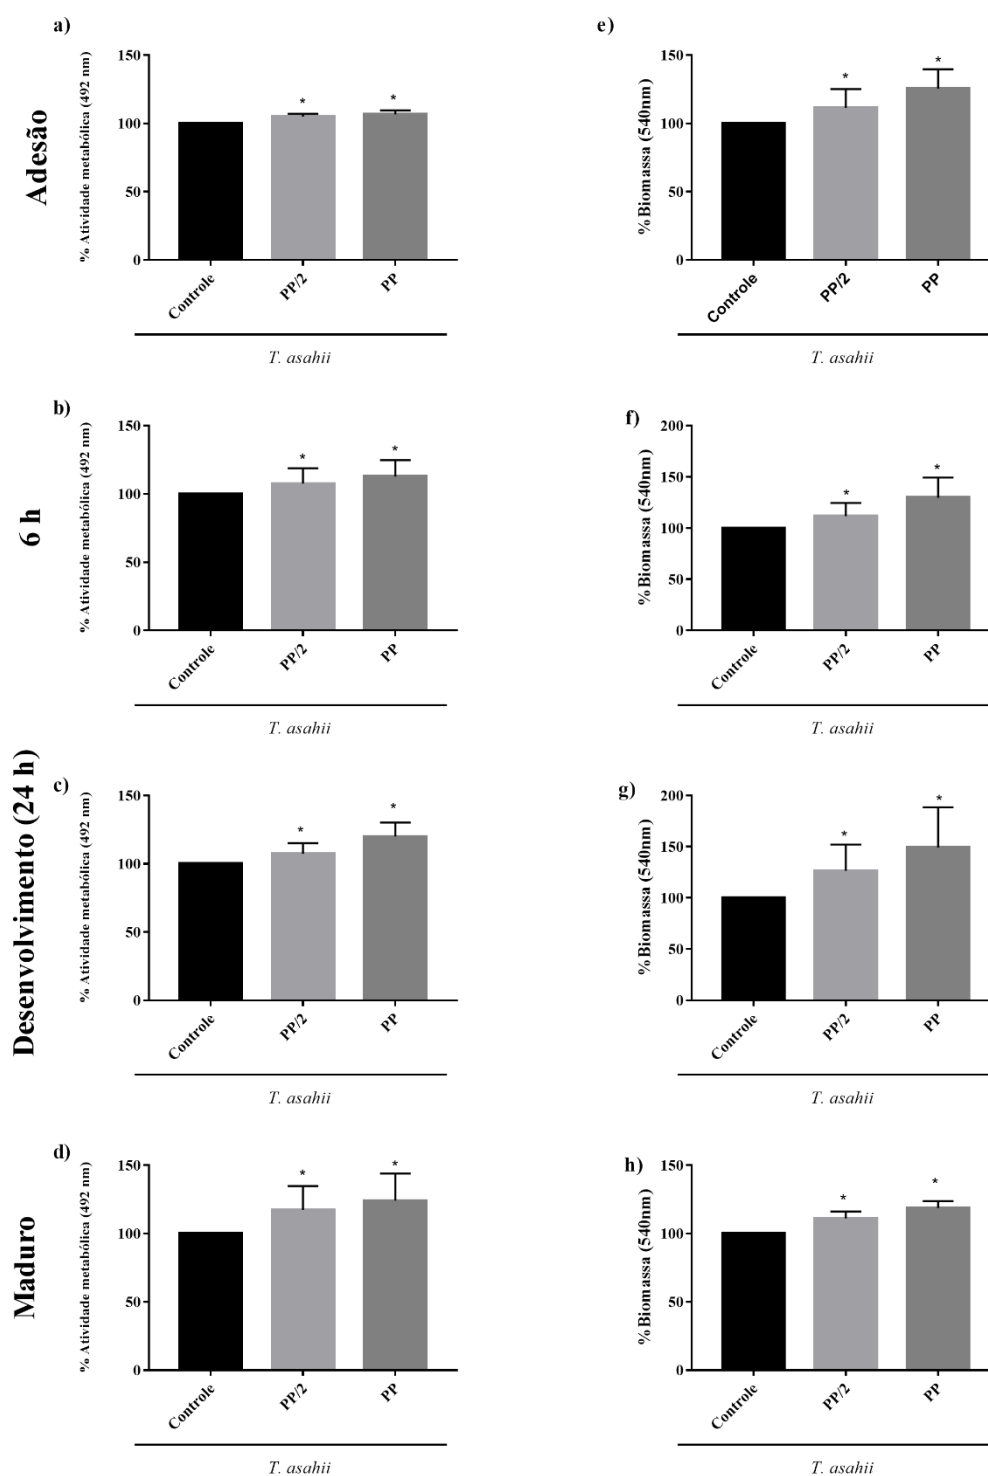 Adesão
a)
% Atividade metabólica (492 nm)
150
100
50
0
Controle
PP/2
PP
*
*
T. asahii
e)
%Biomassa (540nm)
150
100
50
0
Controle
PP/2
PP
*
*
T. asahii
6 h
b)
% Atividade metabólica (492 nm)
150
100
50
0
Controle
PP/2
PP
*
*
T. asahii
f)
%Biomassa (540nm)
200
150
100
50
0
Controle
PP/2
PP
*
*
T. asahii
Desenvolvimento (24 h)
c)
% Atividade metabólica (492 nm)
150
100
50
0
Controle
PP/2
PP
*
*
T. asahii
g)
%Biomassa (540nm)
200
150
100
50
0
Controle
PP/2
PP
*
*
T. asahii
Maduro
d)
% Atividade metabólica (492 nm)
150
100
50
0
Controle
PP/2
PP
*
*
T. asahii
h)
%Biomassa (540nm)
150
100
50
0
Controle
PP/2
PP
*
*
T. asahii